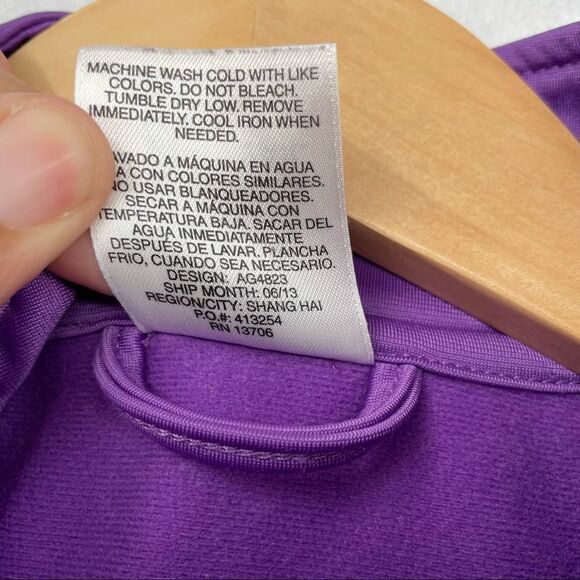 MACHINE WASH COLD WITH LIKE
COLORS. DO NOT BLEACH.
TUMBLE DRY LOW. REMOVE
IMMEDIATELY. COOL IRON WHEN
NEEDED.
AVADO A MÁQUINA EN AGUA
A CON COLORES SIMILARES.
NO USAR BLANQUEADORES.
SECAR A MÁQUINA CON
TEMPERATURA BAJA. SACAR DEL
AGUA INMEDIATAMENTE
DESPUÉS DE LAVAR. PLANCHA
FRIO, CUANDO SEA NECESARIO.
DESIGN. AG4823
SHIP MONTH: 06/13
REGION/CITY: SHANG HAI
P.O.#: 413254
RN 13706